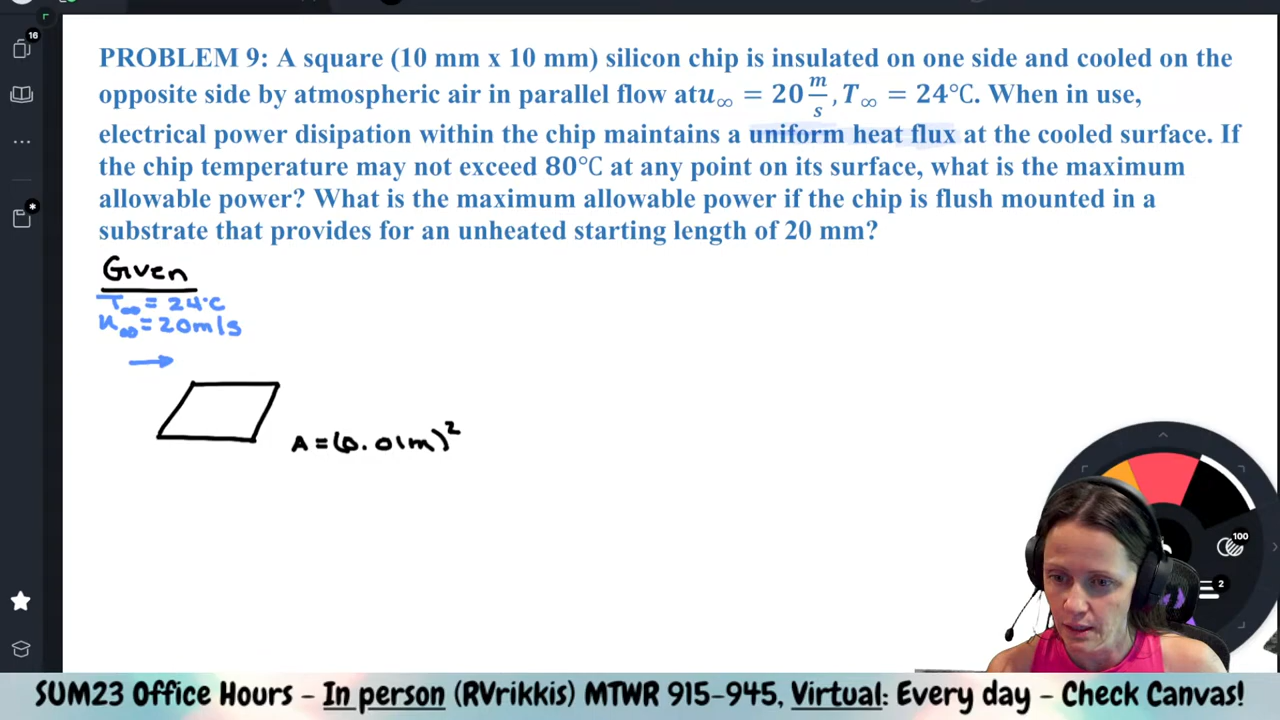 16
PROBLEM 9: A square (10 mm x 10 mm) silicon chip is insulated on one side and cooled on the
opposite side by atmospheric air in parallel flow at u∞ = 20 m/s, T∞ = 24℃. When in use,
electrical power disipation within the chip maintains a uniform heat flux at the cooled surface. If
the chip temperature may not exceed 80℃ at any point on its surface, what is the maximum
allowable power? What is the maximum allowable power if the chip is flush mounted in a
substrate that provides for an unheated starting length of 20 mm?
Given
T∞ = 24°C
u∞ = 20m/s
A = (0.01m)²
100
2
SUM23 Office Hours - In person (RVrikkis) MTWR 915-945, Virtual: Every day - Check Canvas!